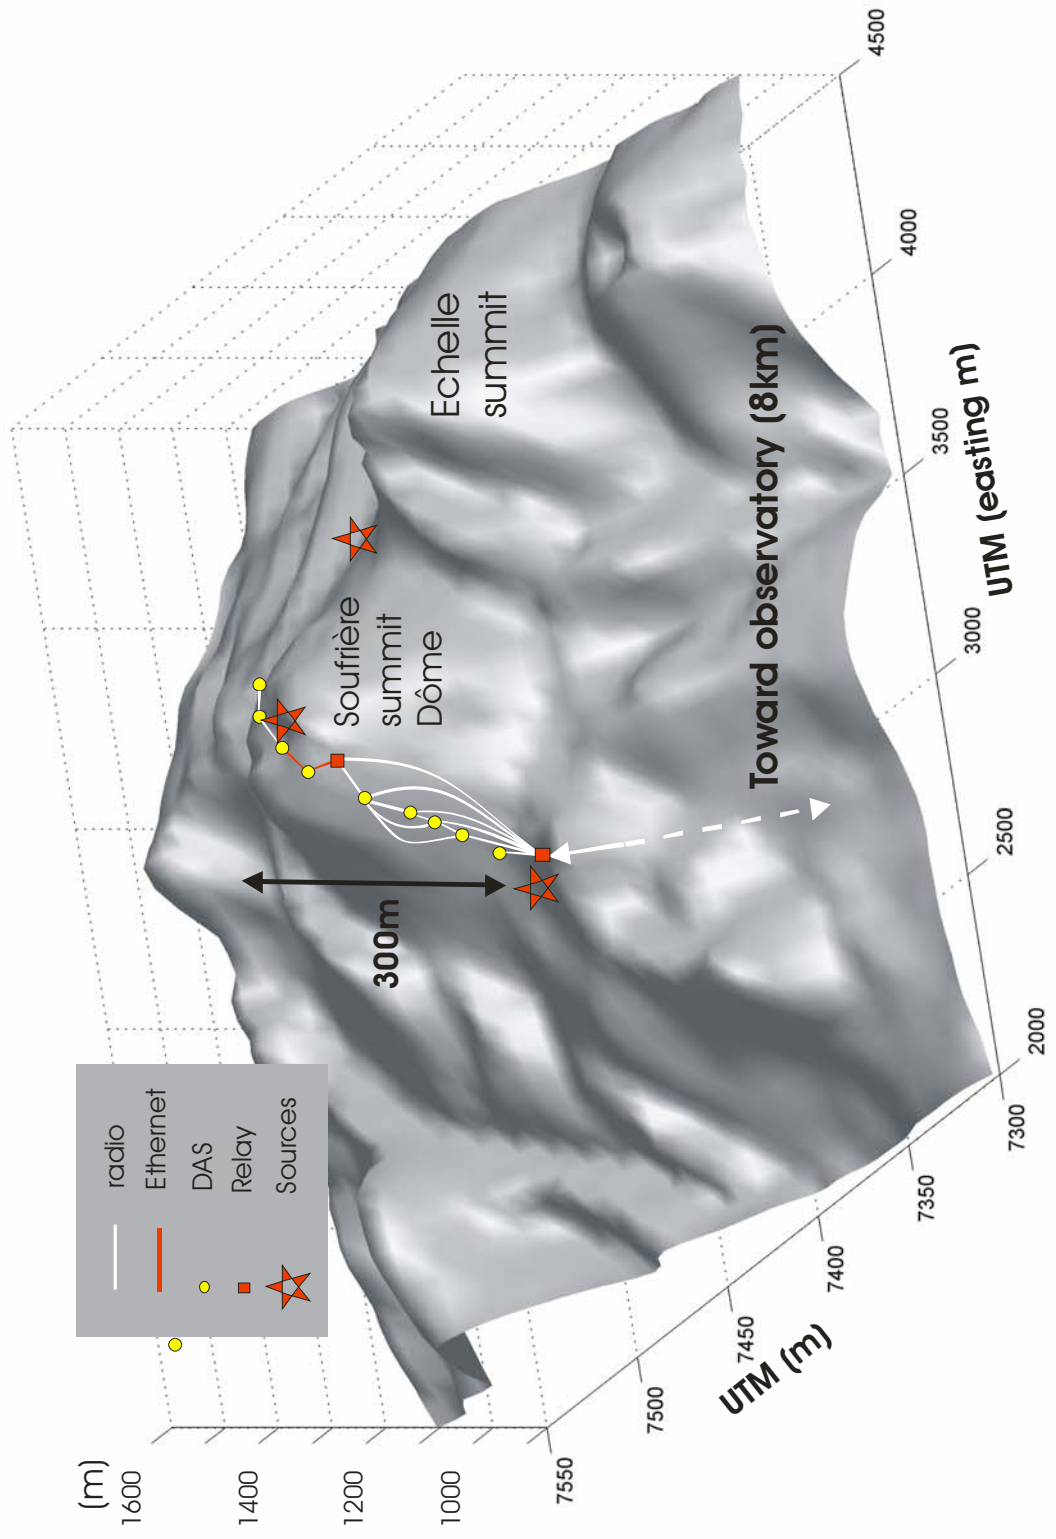 (m)
1600
1400
1200
1000
radio
Ethernet
DAS
Relay
Sources
300m
Soufrière
summit
Dôme
Echelle
summit
Toward observatory (8km)
7550
7500
7450
7400
7350
7300
UTM (m)
2000
2500
3000
3500
4000
4500
UTM (easting m)